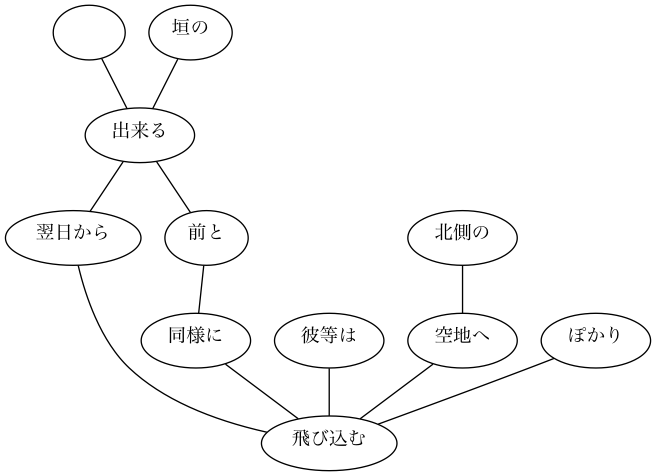 垣の
出来る
翌日から
前と
北側の
同様に
彼等は
空地へ
ぽかり
飛び込む